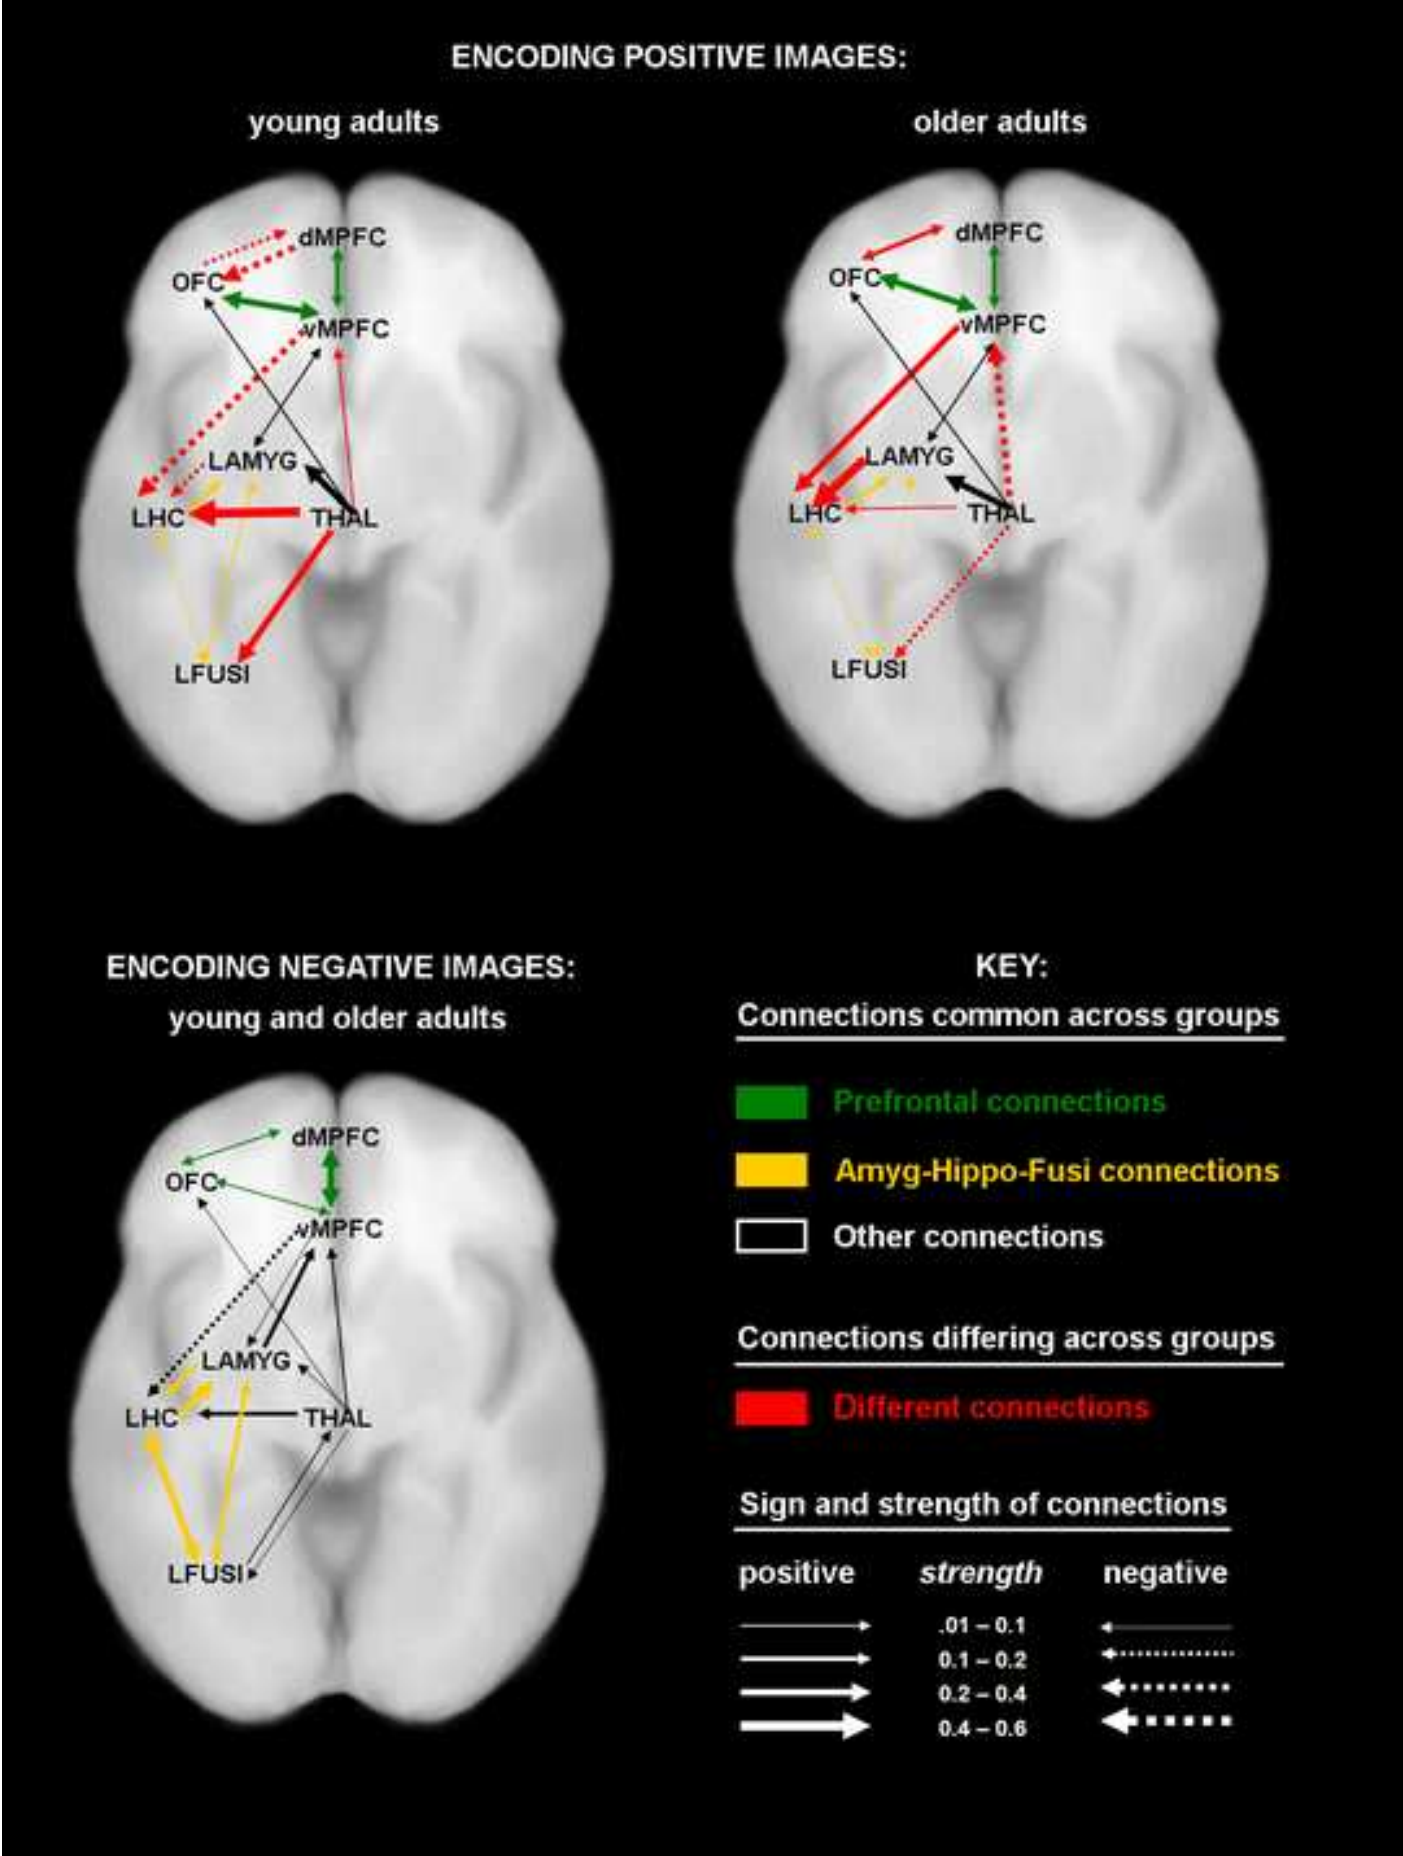 ENCODING POSITIVE IMAGES:
young adults
older adults
dMPFC
OFC
vMPFC
LAMYG
LHC
THAL
LFUSI
dMPFC
OFC
vMPFC
LAMYG
LHC
THAL
LFUSI
ENCODING NEGATIVE IMAGES:
young and older adults
dMPFC
OFC
vMPFC
LAMYG
LHC
THAL
LFUSI
KEY:
Connections common across groups
Prefrontal connections
Amyg-Hippo-Fusi connections
Other connections
Connections differing across groups
Different connections
Sign and strength of connections
positive strength negative
.01 – 0.1
0.1 – 0.2
0.2 – 0.4
0.4 – 0.6